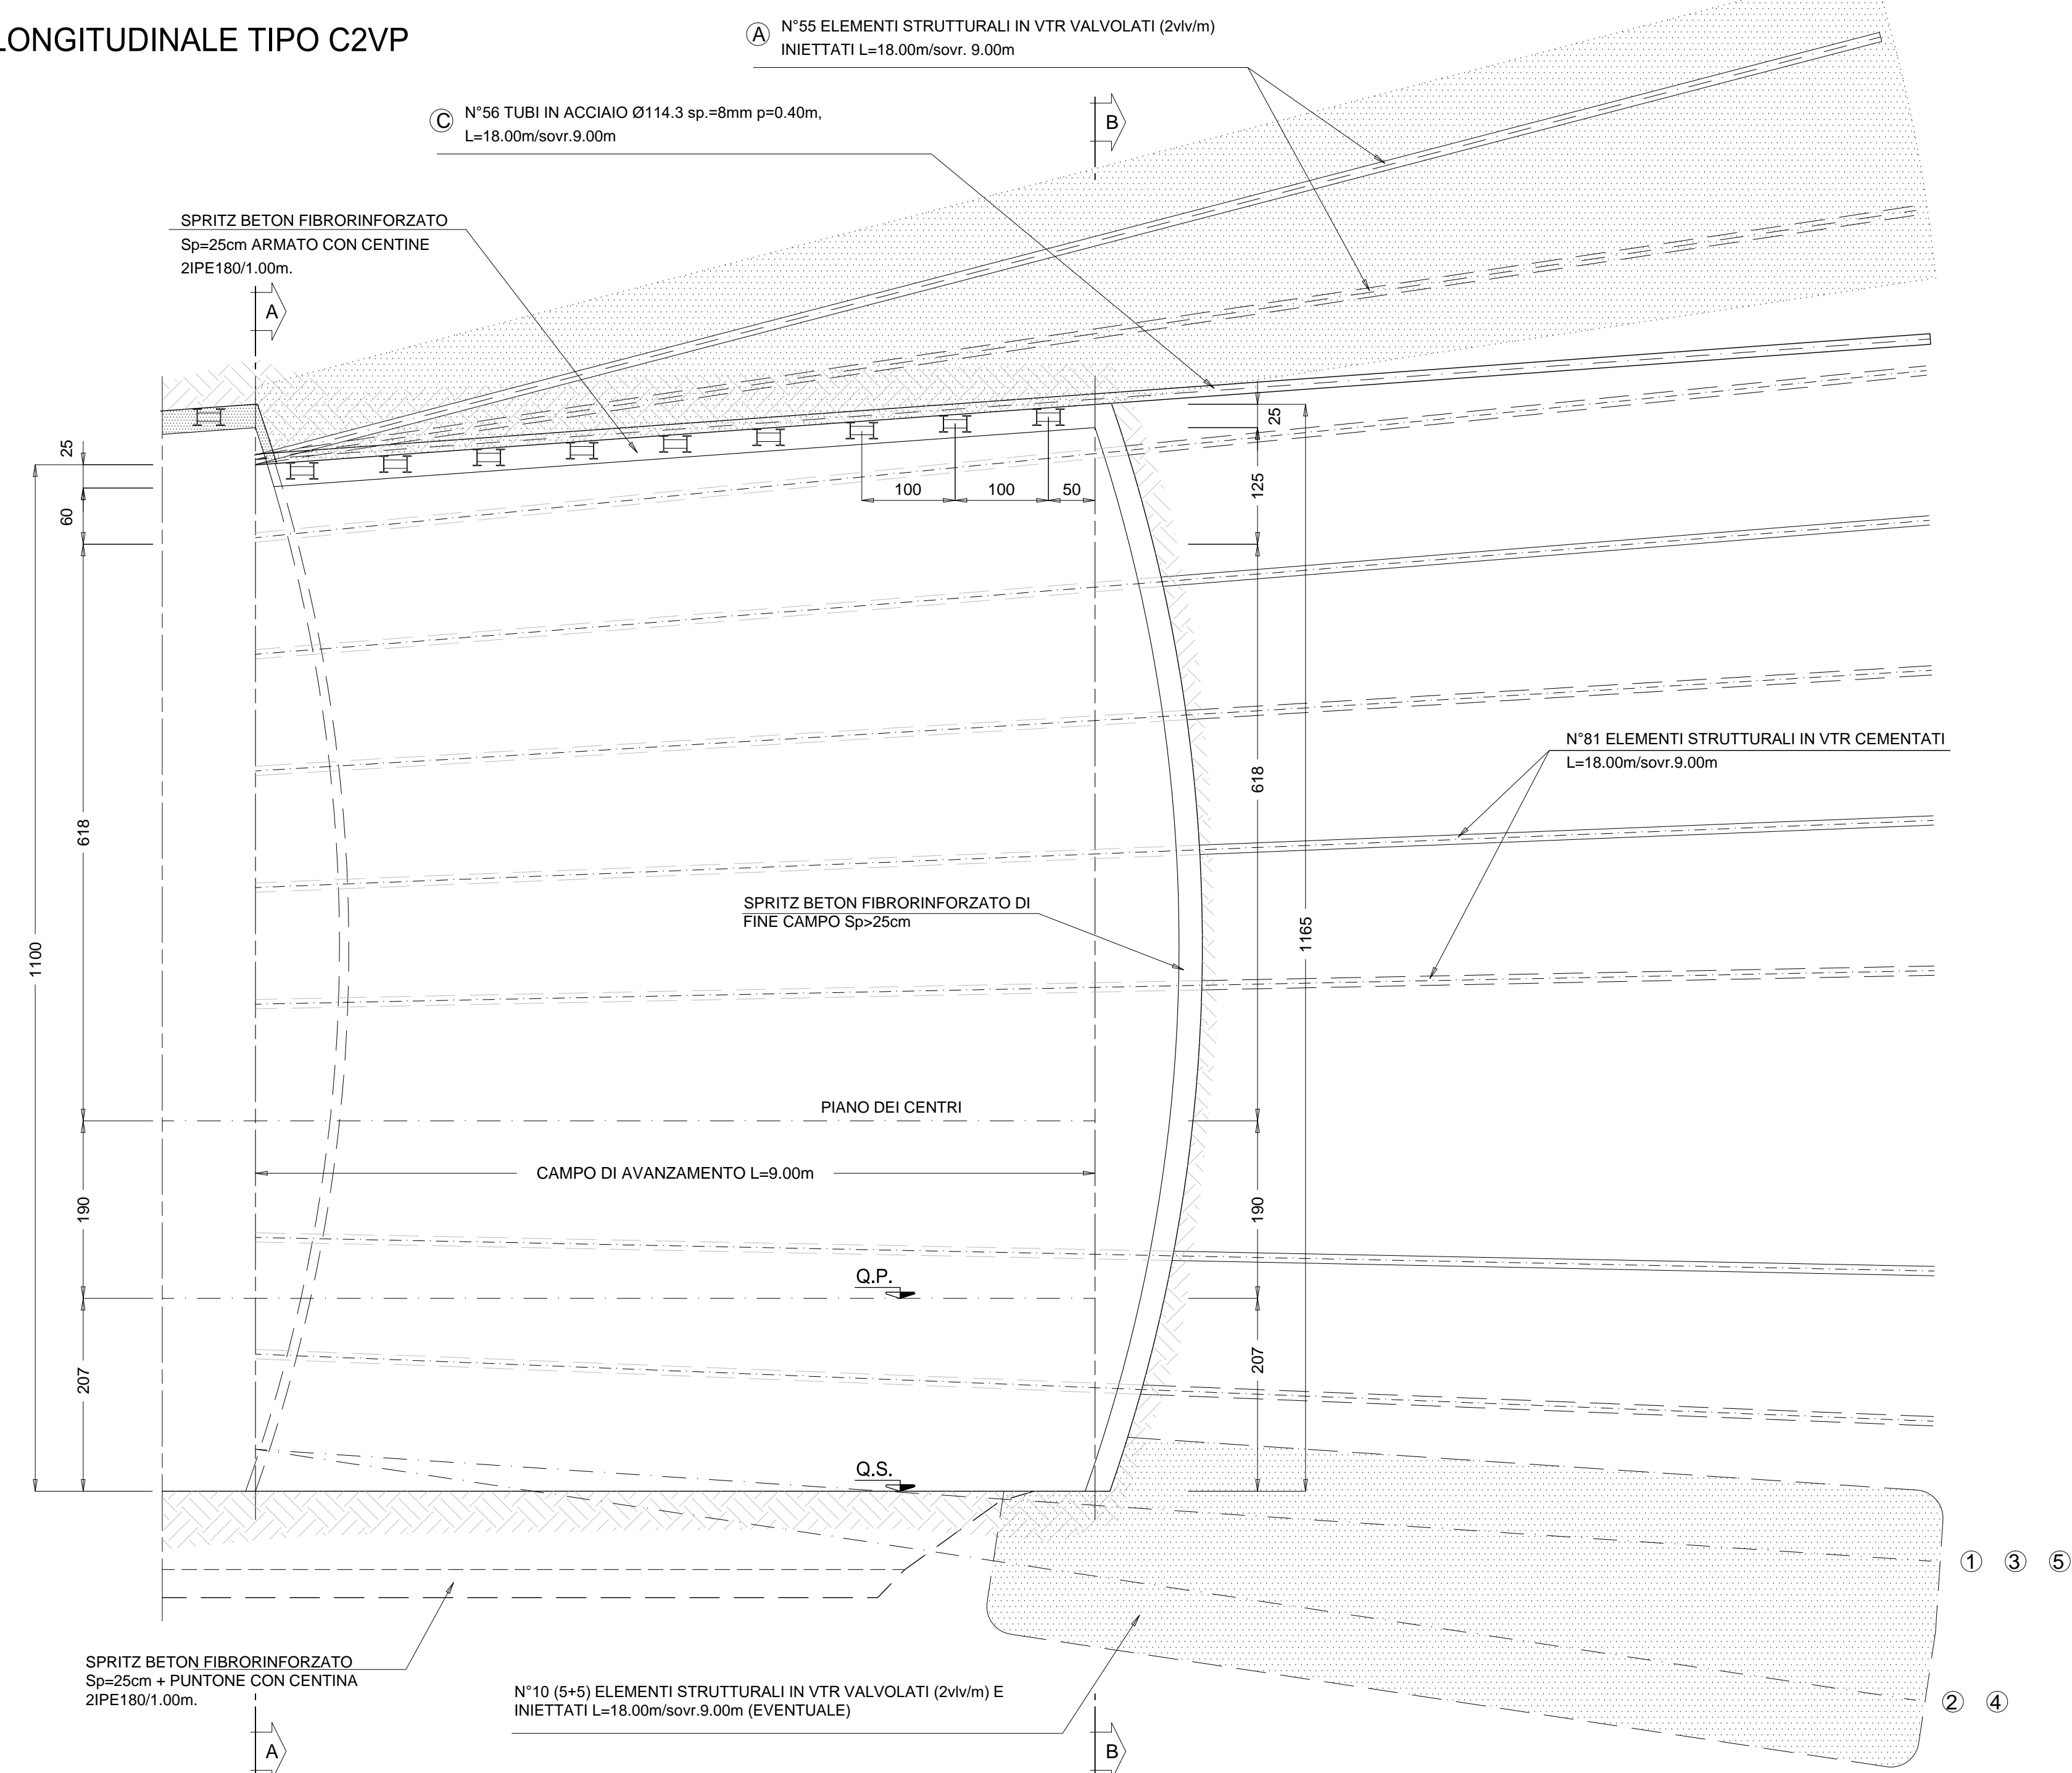 LONGITUDINALE TIPO C2VP
A
N°55 ELEMENTI STRUTTURALI IN VTR VALVOLATI (2vlv/m)
INIETTATI L=18.00m/sovr. 9.00m
C
N°56 TUBI IN ACCIAIO Ø114.3 sp.=8mm p=0.40m,
L=18.00m/sovr.9.00m
B
SPRITZ BETON FIBRORINFORZATO
Sp=25cm ARMATO CON CENTINE
2IPE180/1.00m.
A
25
60
618
190
207
1100
100
100
50
25
125
618
190
207
1165
N°81 ELEMENTI STRUTTURALI IN VTR CEMENTATI
L=18.00m/sovr.9.00m
SPRITZ BETON FIBRORINFORZATO DI
FINE CAMPO Sp>25cm
PIANO DEI CENTRI
CAMPO DI AVANZAMENTO L=9.00m
Q.P.
Q.S.
1 3 5
2 4
SPRITZ BETON FIBRORINFORZATO
Sp=25cm + PUNTONE CON CENTINA
2IPE180/1.00m.
N°10 (5+5) ELEMENTI STRUTTURALI IN VTR VALVOLATI (2vlv/m) E
INIETTATI L=18.00m/sovr.9.00m (EVENTUALE)
A
B